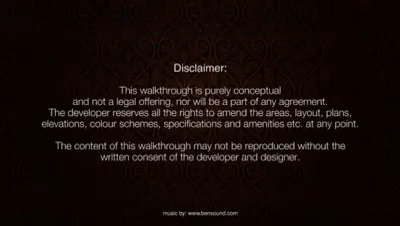 Disclaimer:
This walkthrough is purely conceptual
and not a legal offering, nor will be a part of any agreement.
The developer reserves all the rights to amend the areas, layout, plans,
elevations, colour schemes, specifications and amenities etc. at any point.
The content of this walkthrough may not be reproduced without the
written consent of the developer and designer.
music by: www.bensound.com